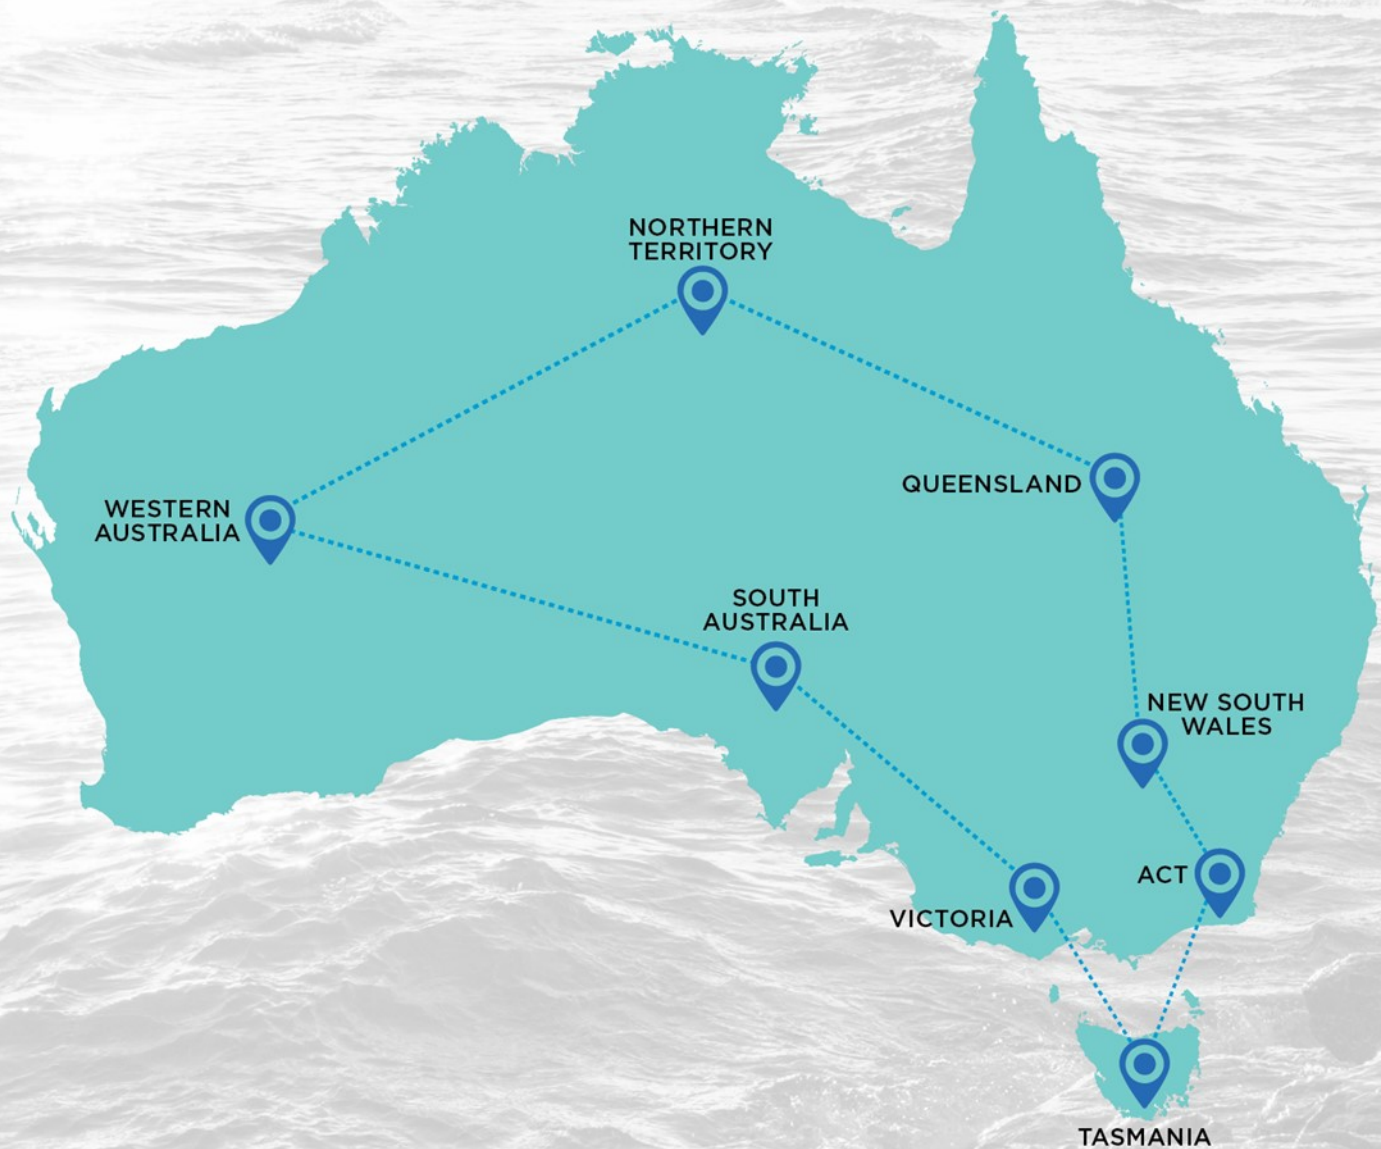 NORTHERN
TERRITORY
QUEENSLAND
WESTERN
AUSTRALIA
SOUTH
AUSTRALIA
NEW SOUTH
WALES
ACT
VICTORIA
TASMANIA